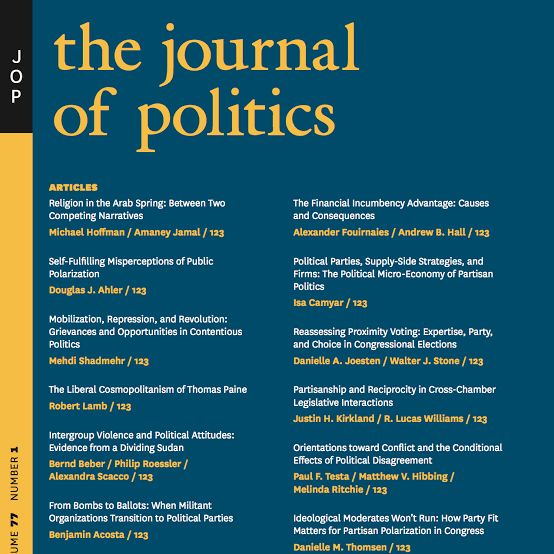 JOP
the journal
of politics
ARTICLES
Religion in the Arab Spring: Between Two
Competing Narratives
Michael Hoffman / Amaney Jamal / 123
Self-Fulfilling Misperceptions of Public
Polarization
Douglas J. Ahler / 123
Mobilization, Repression, and Revolution:
Grievances and Opportunities in Contentious
Politics
Mehdi Shadmehr / 123
The Liberal Cosmopolitanism of Thomas Paine
Robert Lamb / 123
Intergroup Violence and Political Attitudes:
Evidence from a Dividing Sudan
Bernd Beber / Philip Roessler /
Alexandra Scacco / 123
From Bombs to Ballots: When Militant
Organizations Transition to Political Parties
Benjamin Acosta / 123
The Financial Incumbency Advantage: Causes
and Consequences
Alexander Fouirnaies / Andrew B. Hall / 123
Political Parties, Supply-Side Strategies, and
Firms: The Political Micro-Economy of Partisan
Politics
Isa Camyar / 123
Reassessing Proximity Voting: Expertise, Party,
and Choice in Congressional Elections
Danielle A. Joesten / Walter J. Stone / 123
Partisanship and Reciprocity in Cross-Chamber
Legislative Interactions
Justin H. Kirkland / R. Lucas Williams / 123
Orientations toward Conflict and the Conditional
Effects of Political Disagreement
Paul F. Testa / Matthew V. Hibbing /
Melinda Ritchie / 123
Ideological Moderates Won't Run: How Party Fit
Matters for Partisan Polarization in Congress
Danielle M. Thomsen / 123
UME 77 NUMBER 1